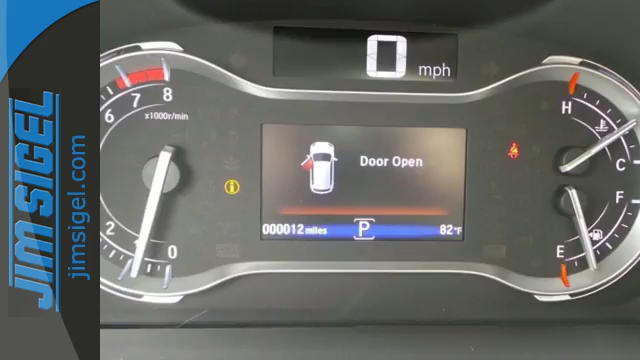 JIM SIGEL
jimsigel.com
0 mph
6 7 8
x1000r/min
2
0
Door Open
000012 miles P 82°F
H
C
F
E